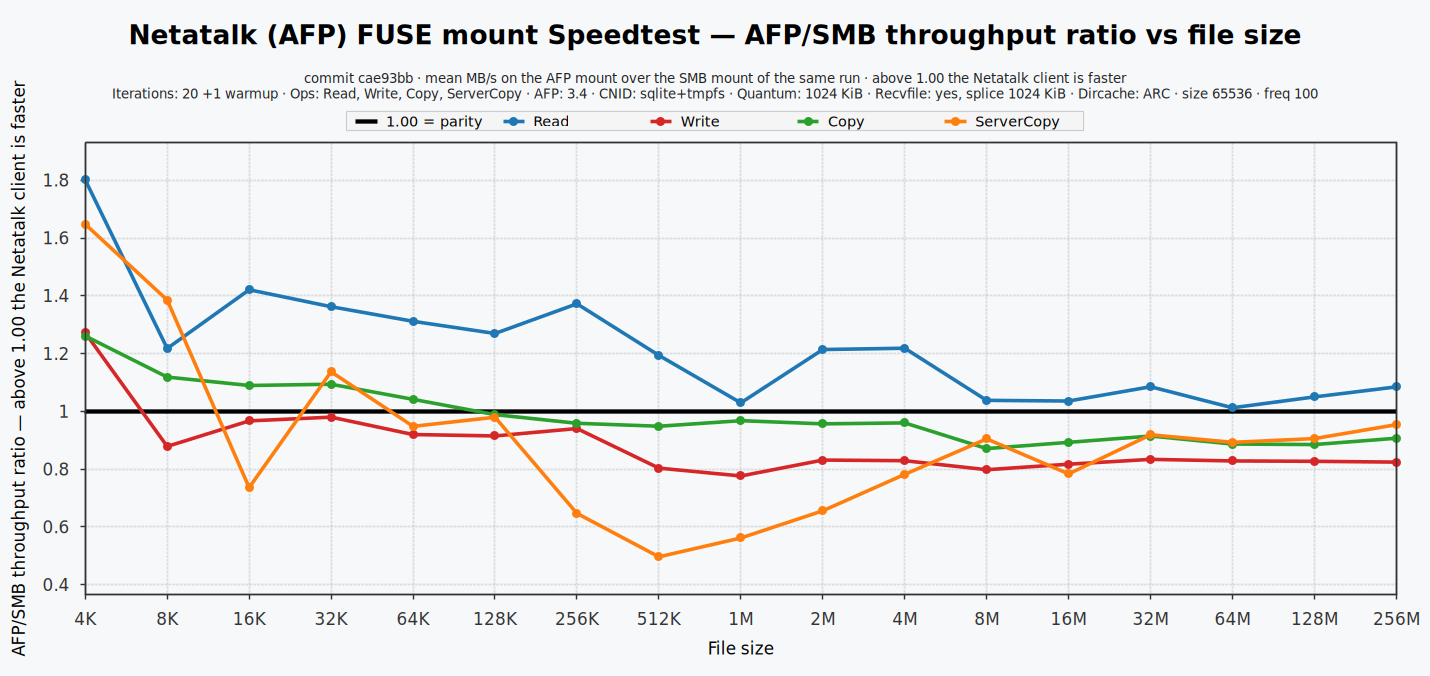 Netatalk (AFP) FUSE mount Speedtest — AFP/SMB throughput ratio vs file size
commit cae93bb · mean MB/s on the AFP mount over the SMB mount of the same run · above 1.00 the Netatalk client is faster
Iterations: 20 +1 warmup · Ops: Read, Write, Copy, ServerCopy · AFP: 3.4 · CNID: sqlite+tmpfs · Quantum: 1024 KiB · Recvfile: yes, splice 1024 KiB · Dircache: ARC · size 65536 · freq 100
1.00 = parity Read Write Copy ServerCopy
AFP/SMB throughput ratio — above 1.00 the Netatalk client is faster
1.8
1.6
1.4
1.2
1
0.8
0.6
0.4
4K 8K 16K 32K 64K 128K 256K 512K 1M 2M 4M 8M 16M 32M 64M 128M 256M
File size